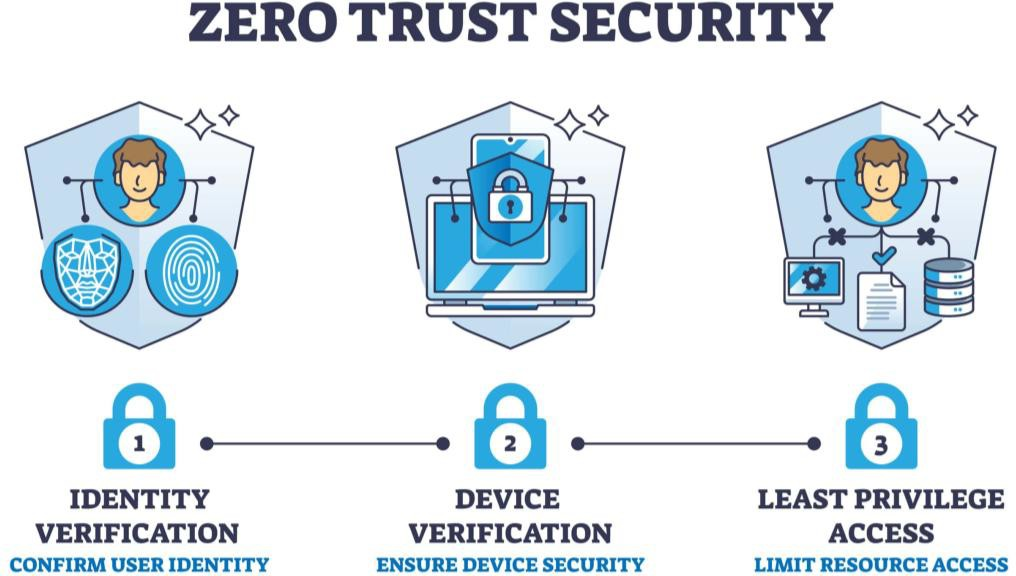 ZERO TRUST SECURITY
1
2
3
IDENTITY
VERIFICATION
CONFIRM USER IDENTITY
DEVICE
VERIFICATION
ENSURE DEVICE SECURITY
LEAST PRIVILEGE
ACCESS
LIMIT RESOURCE ACCESS